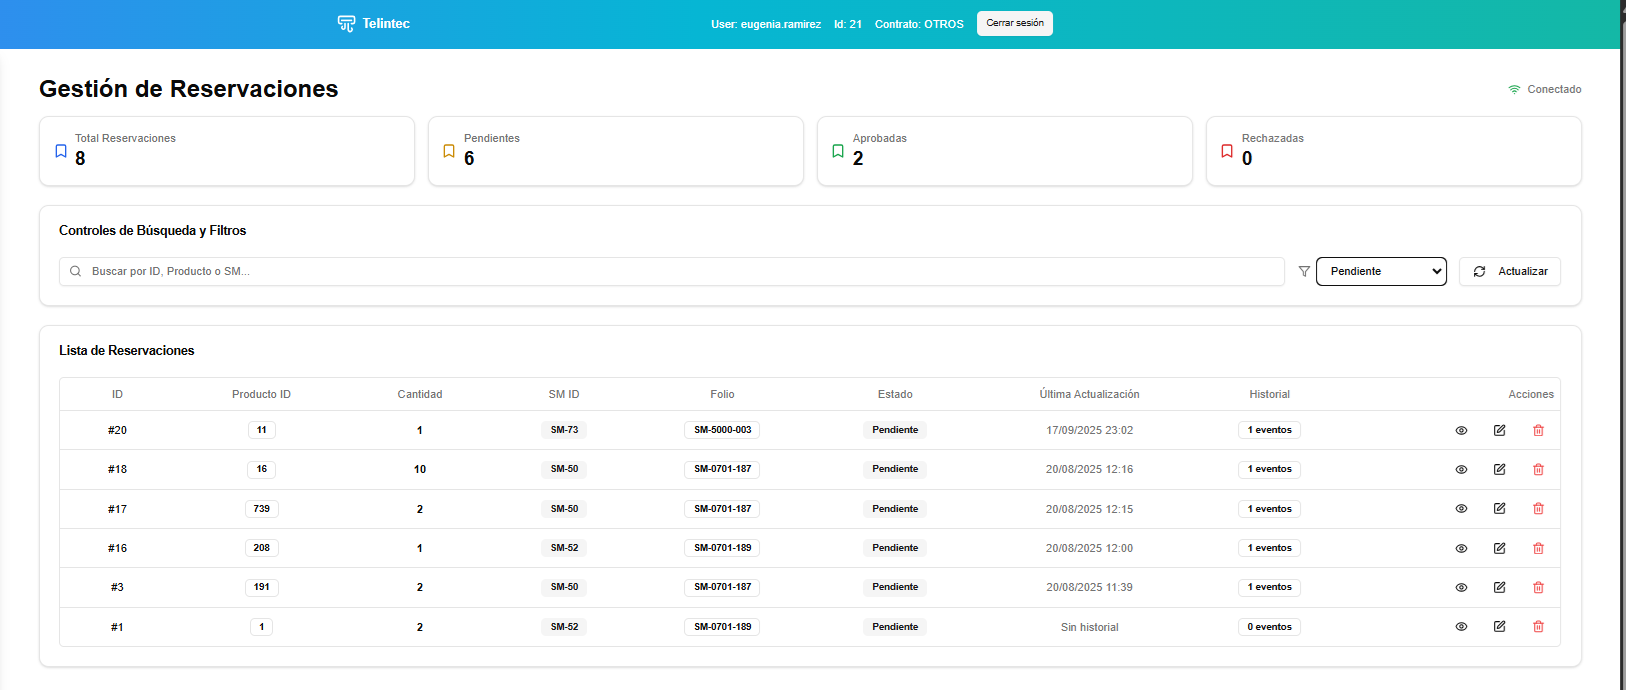 Telintec
User: eugenia.ramirez Id: 21 Contrato: OTROS Cerrar sesión
Gestión de Reservaciones
Conectado
Total Reservaciones
8
Pendientes
6
Aprobadas
2
Rechazadas
0
Controles de Búsqueda y Filtros
Buscar por ID, Producto o SM...
Pendiente
Actualizar
Lista de Reservaciones
ID Producto ID Cantidad SM ID Folio Estado Última Actualización Historial Acciones
#20 11 1 SM-73 SM-5000-003 Pendiente 17/09/2025 23:02 1 eventos
#18 16 10 SM-50 SM-0701-187 Pendiente 20/08/2025 12:16 1 eventos
#17 739 2 SM-50 SM-0701-187 Pendiente 20/08/2025 12:15 1 eventos
#16 208 1 SM-52 SM-0701-189 Pendiente 20/08/2025 12:00 1 eventos
#3 191 2 SM-50 SM-0701-187 Pendiente 20/08/2025 11:39 1 eventos
#1 1 2 SM-52 SM-0701-189 Pendiente Sin historial 0 eventos